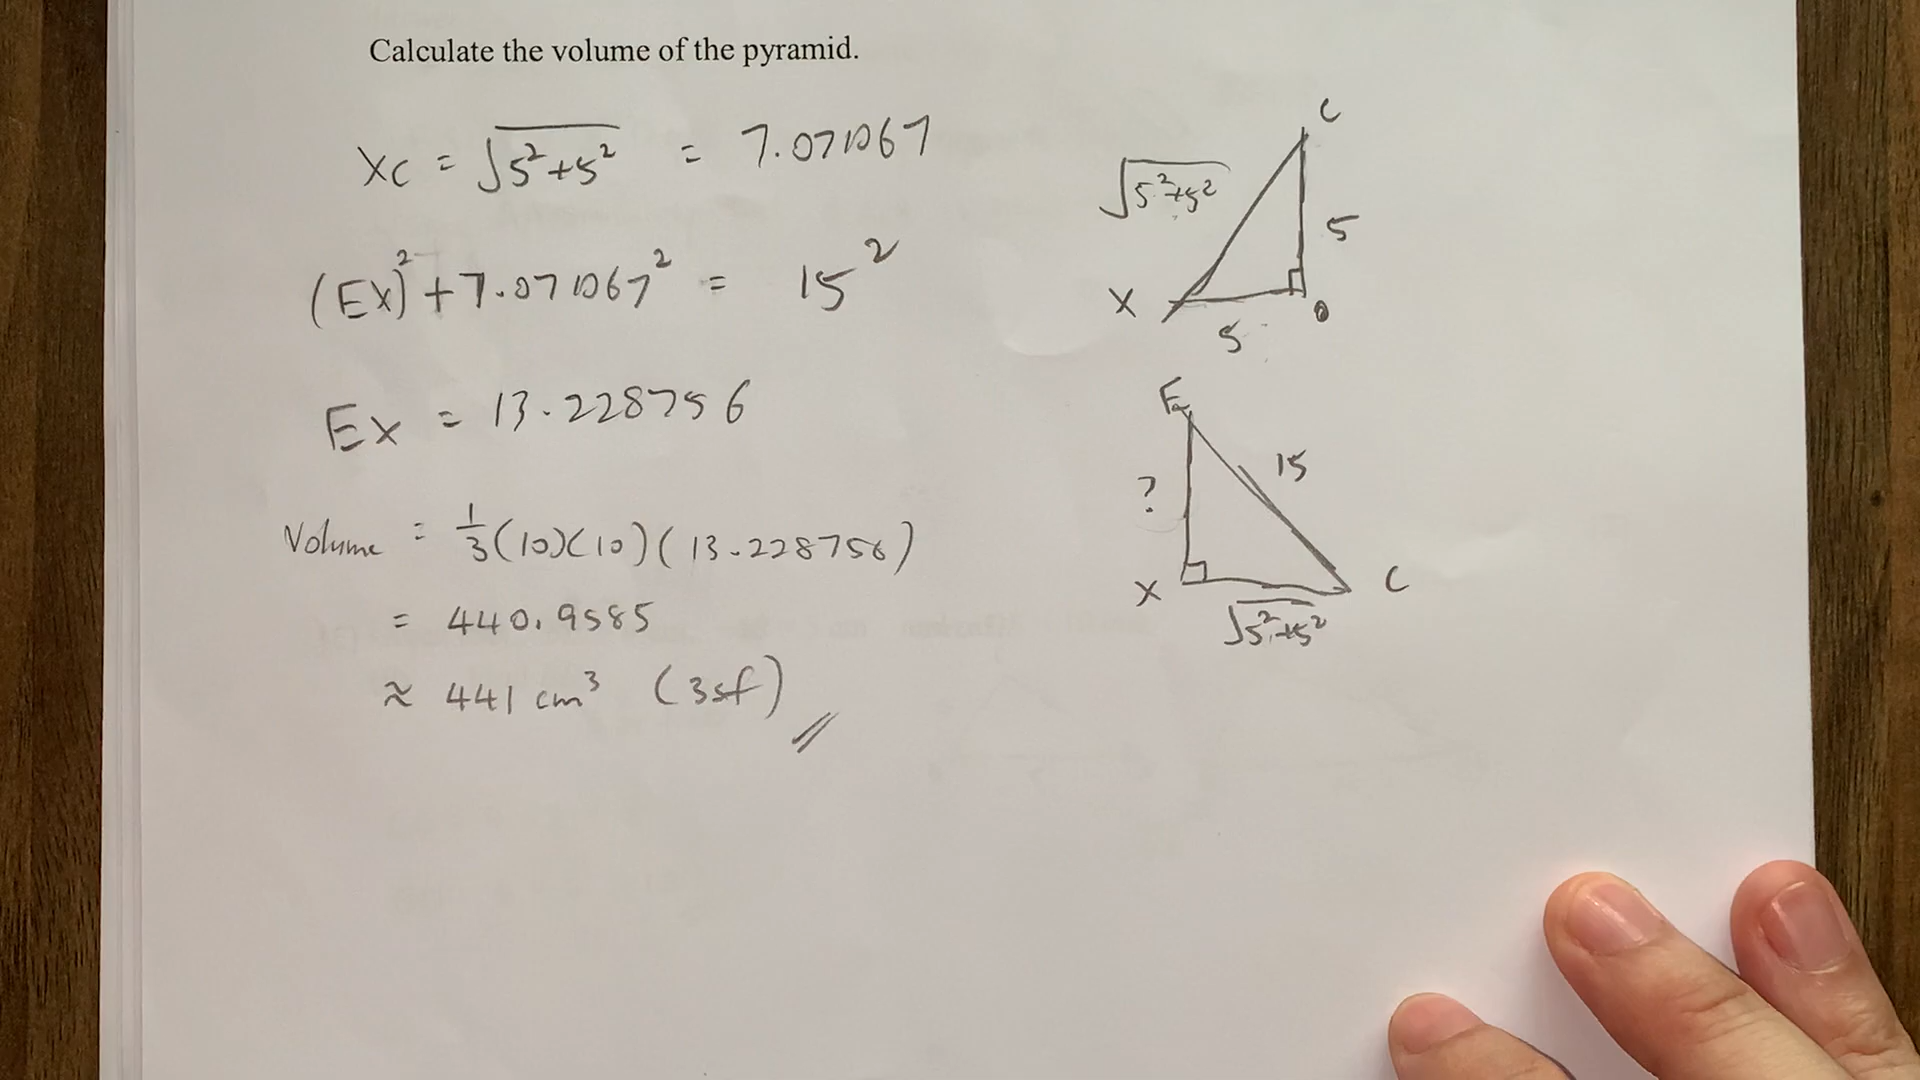 Calculate the volume of the pyramid.
XC = √5²+5² = 7.071067
(EX)² + 7.071067² = 15²
EX = 13.228756
Volume = 1/3 (10)(10)(13.228756)
= 440.9585
≈ 441 cm³ (3sf)
C
√5²+5²
5
X
5
E
15
?
X
C
√5²+5²